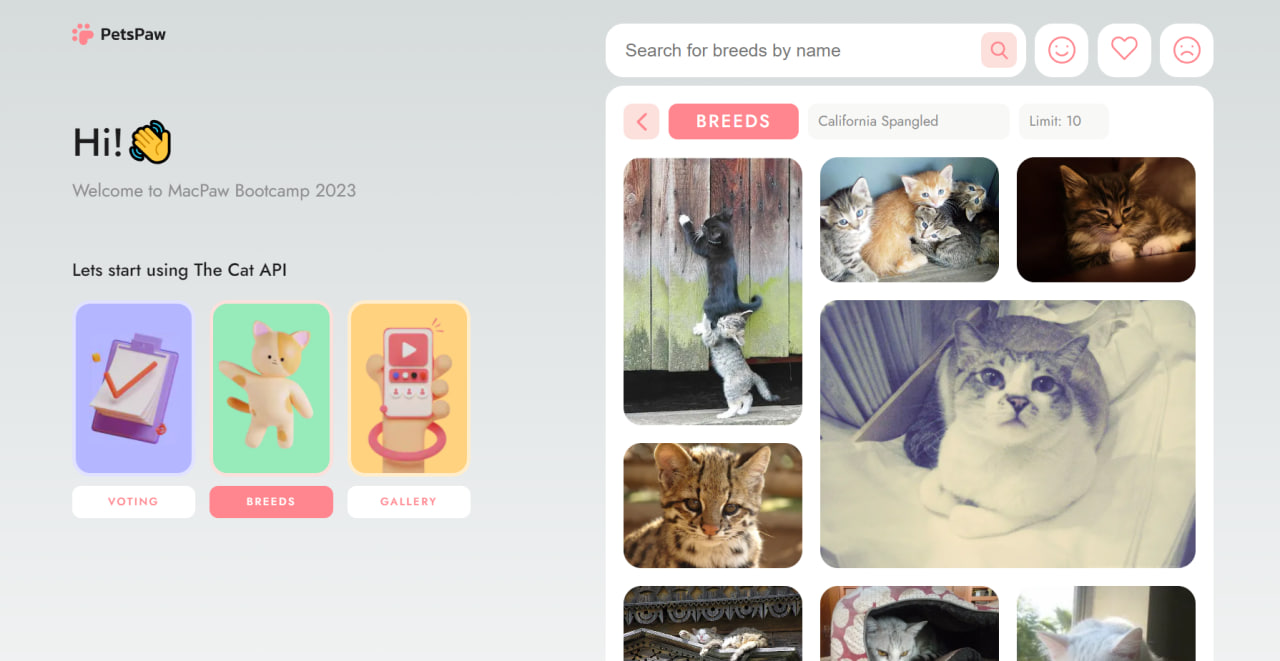 PetsPaw
Search for breeds by name
Hi!👋
Welcome to MacPaw Bootcamp 2023
Lets start using The Cat API
VOTING
BREEDS
GALLERY
BREEDS
California Spangled
Limit: 10